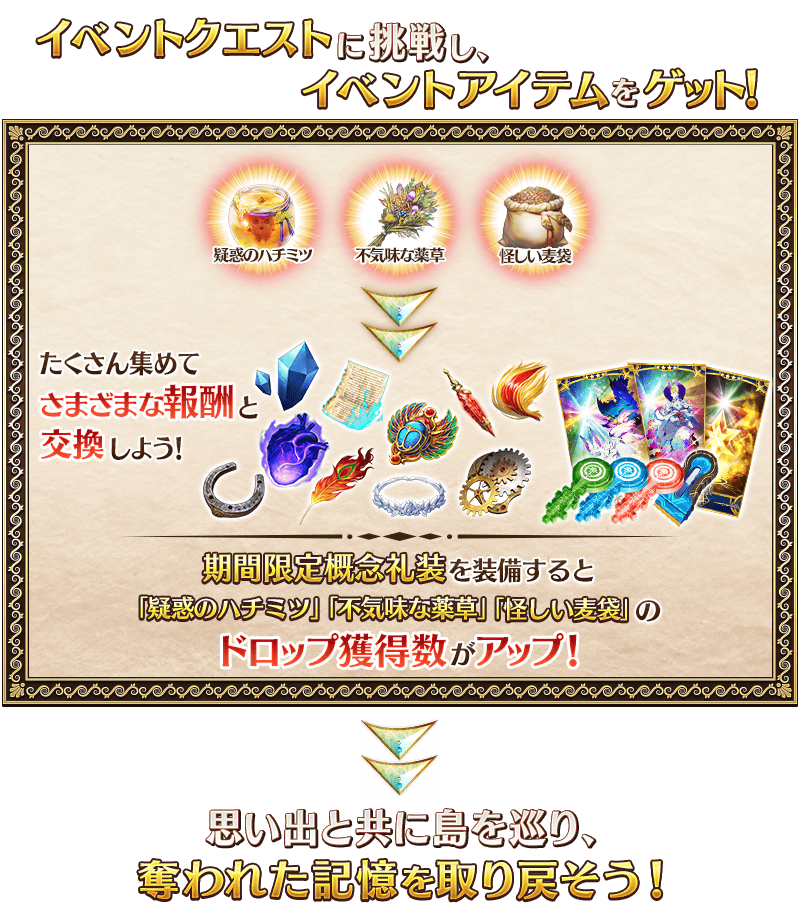 イベントクエストに挑戦し、
イベントアイテムをゲット!
疑惑のハチミツ
不気味な薬草
怪しい麦袋
たくさん集めて
さまざまな報酬と
交換しよう!
期間限定概念礼装を装備すると
「疑惑のハチミツ」「不気味な薬草」「怪しい麦袋」の
ドロップ獲得数がアップ!
思い出と共に島を巡り、
奪われた記憶を取り戻そう!